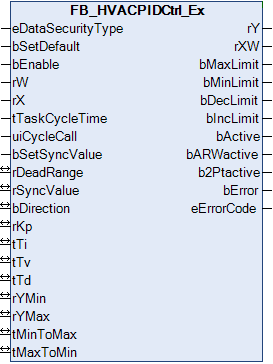 FB_HVACPIDCtrl_Ex
eDataSecurityType rY
bSetDefault rXW
bEnable bMaxLimit
rW bMinLimit
rX bDecLimit
tTaskCycleTime bIncLimit
uiCycleCall bActive
bSetSyncValue bARWactive
rDeadRange b2Ptactive
rSyncValue bError
bDirection eErrorCode
rKp
tTi
tTv
tTd
rYMin
rYMax
tMinToMax
tMaxToMin